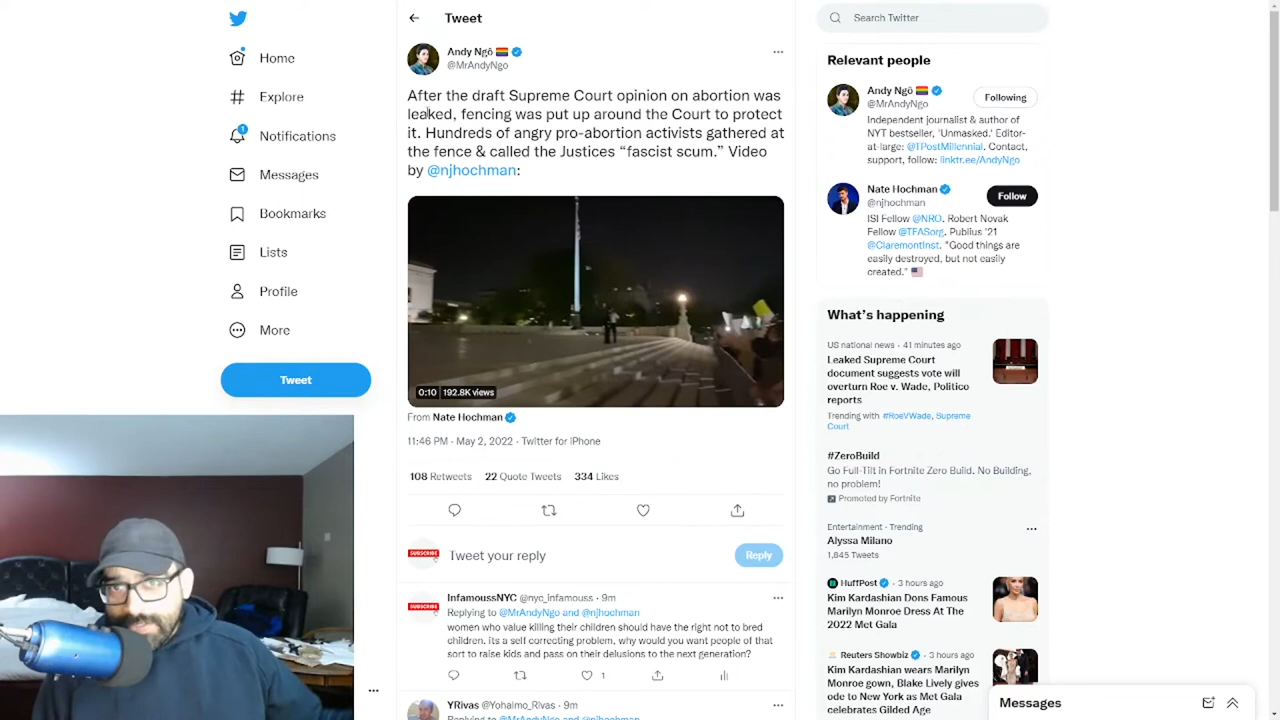 Home
Explore
1
Notifications
Messages
Bookmarks
Lists
Profile
More
Tweet
Tweet
Andy Ngô
@MrAndyNgo
After the draft Supreme Court opinion on abortion was
leaked, fencing was put up around the Court to protect
it. Hundreds of angry pro-abortion activists gathered at
the fence & called the Justices “fascist scum.” Video
by @njhochman:
0:10 192.8K views
From Nate Hochman
11:46 PM · May 2, 2022 · Twitter for iPhone
108 Retweets 22 Quote Tweets 334 Likes
SUBSCRIBE
Tweet your reply
Reply
SUBSCRIBE
InfamoussNYC @nyc_infamouss · 9m
Replying to @MrAndyNgo and @njhochman
women who value killing their children should have the right not to bred
children. its a self correcting problem, why would you want people of that
sort to raise kids and pass on their delusions to the next generation?
1
YRivas @Yohalmo_Rivas · 9m
Replying to @MrAndyNgo and @njhochman
Search Twitter
Relevant people
Andy Ngô
@MrAndyNgo
Following
Independent journalist & author of
NYT bestseller, 'Unmasked.' Editor-
at-large: @TPostMillennial. Contact,
support, follow: linktr.ee/AndyNgo
Nate Hochman
@njhochman
Follow
ISI Fellow @NRO. Robert Novak
Fellow @TFASorg. Publius '21
@ClaremontInst. "Good things are
easily destroyed, but not easily
created."
What’s happening
US national news · 41 minutes ago
Leaked Supreme Court
document suggests vote will
overturn Roe v. Wade, Politico
reports
Trending with #RoeVWade, Supreme
Court
#ZeroBuild
Go Full-Tilt in Fortnite Zero Build. No Building,
no problem!
Promoted by Fortnite
Entertainment · Trending
Alyssa Milano
1,845 Tweets
HuffPost · 3 hours ago
Kim Kardashian Dons Famous
Marilyn Monroe Dress At The
2022 Met Gala
Reuters Showbiz · 3 hours ago
Kim Kardashian wears Marilyn
Monroe gown, Blake Lively gives
ode to New York as Met Gala
celebrates Gilded Age
Messages